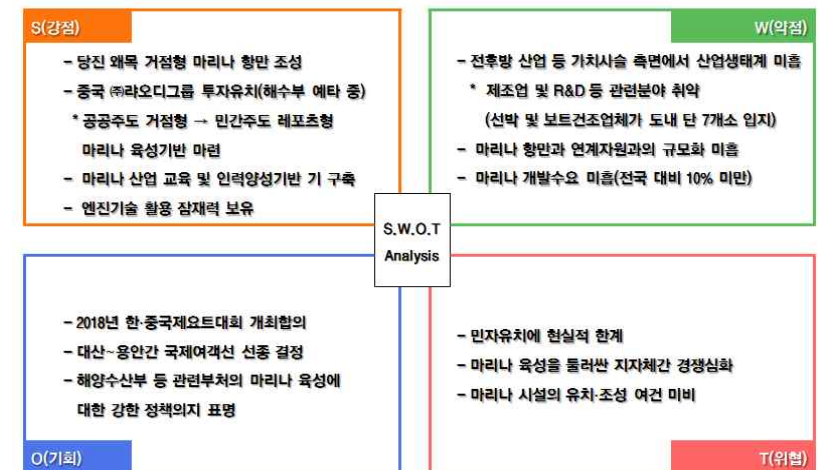 S(강점)
- 당진 왜목 거점형 마리나 항만 조성
- 중국 ㈜랴오디그룹 투자유치(해수부 예타 중)
* 공공주도 거점형 → 민간주도 레포츠형
마리나 육성기반 마련
- 마리나 산업 교육 및 인력양성기반 기 구축
- 엔진기술 활용 잠재력 보유
W(약점)
- 전후방 산업 등 가치사슬 측면에서 산업생태계 미흡
* 제조업 및 R&D 등 관련분야 취약
(선박 및 보트건조업체가 도내 단 7개소 입지)
- 마리나 항만과 연계자원과의 규모화 미흡
- 마리나 개발수요 미흡(전국 대비 10% 미만)
S.W.O.T
Analysis
- 2018년 한·중국제요트대회 개최합의
- 대산~용안간 국제여객선 선종 결정
- 해양수산부 등 관련부처의 마리나 육성에
대한 강한 정책의지 표명
O(기회)
- 민자유치에 현실적 한계
- 마리나 육성을 둘러싼 지자체간 경쟁심화
- 마리나 시설의 유치·조성 여건 미비
T(위협)